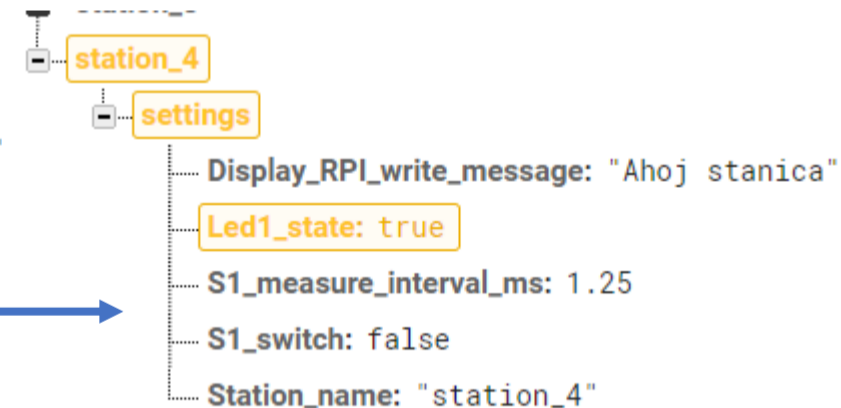 station_4
settings
Display_RPI_write_message: "Ahoj stanica"
Led1_state: true
S1_measure_interval_ms: 1.25
S1_switch: false
Station_name: "station_4"